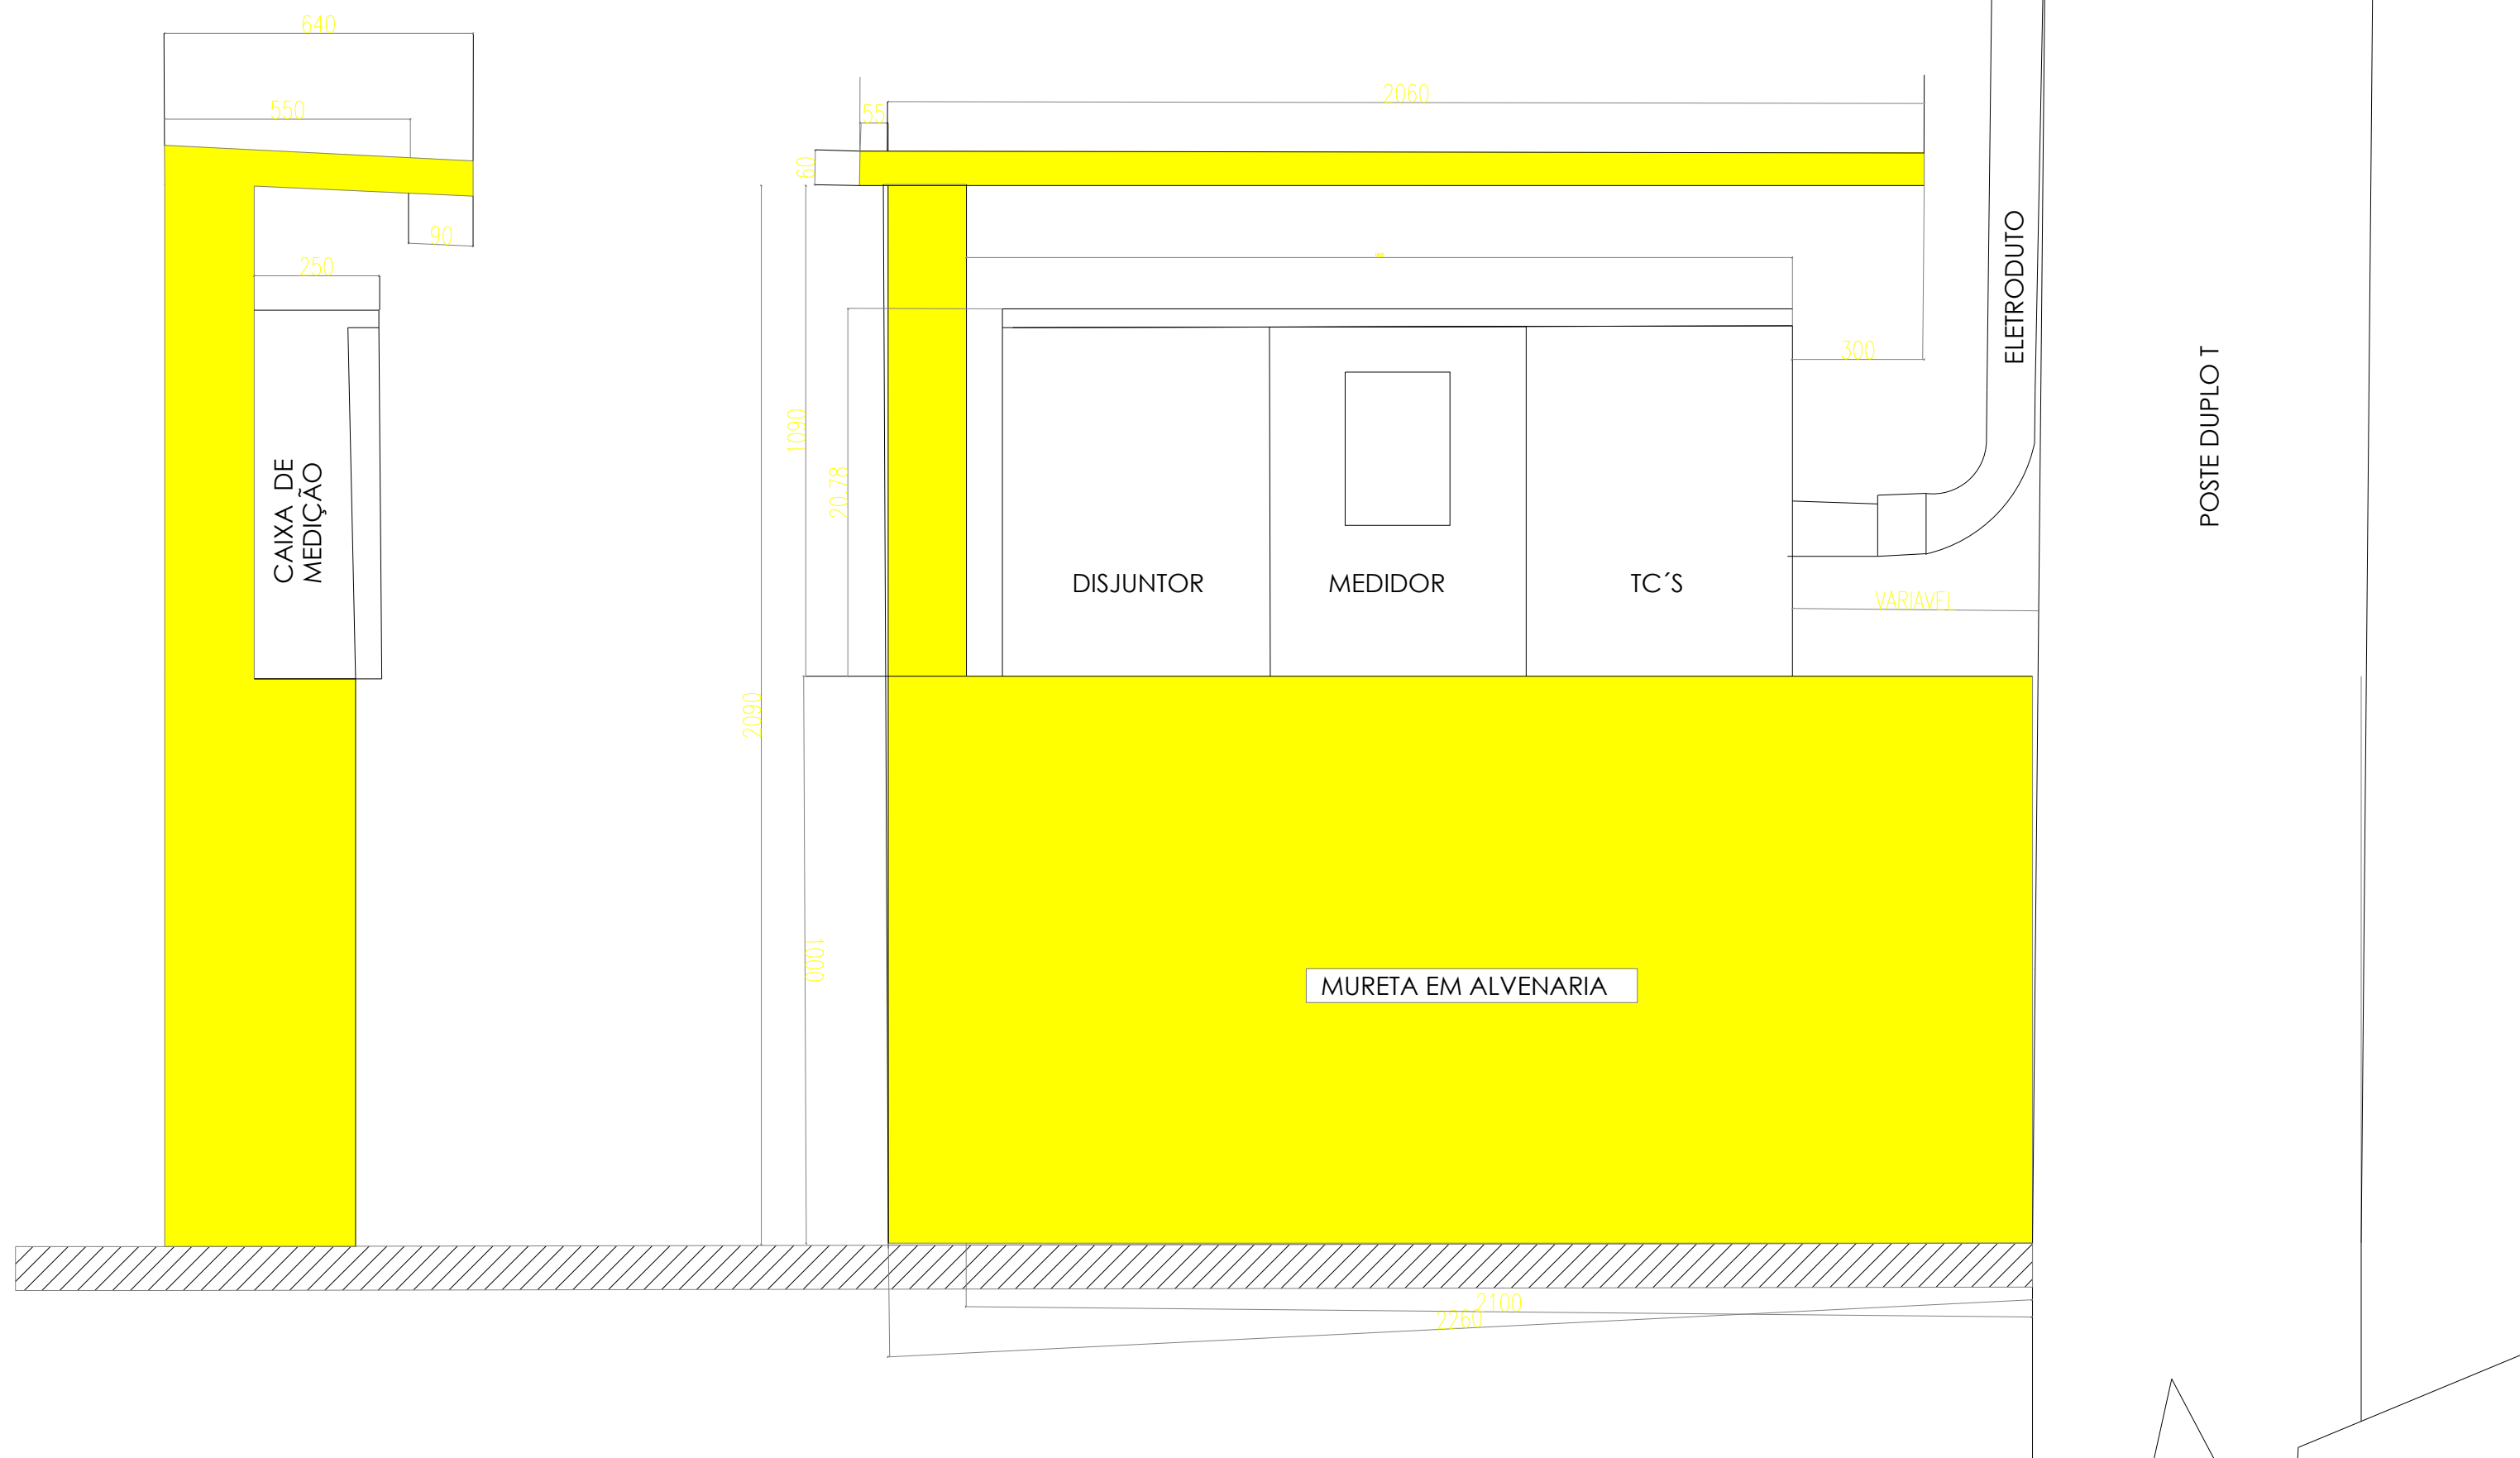 640
550
90
250
CAIXA DE
MEDIÇÃO
2060
55
60
1090
20,78
2090
1000
300
DISJUNTOR
MEDIDOR
TC´S
VARIAVEL
ELETRODUTO
POSTE DUPLO T
MURETA EM ALVENARIA
2100
2260